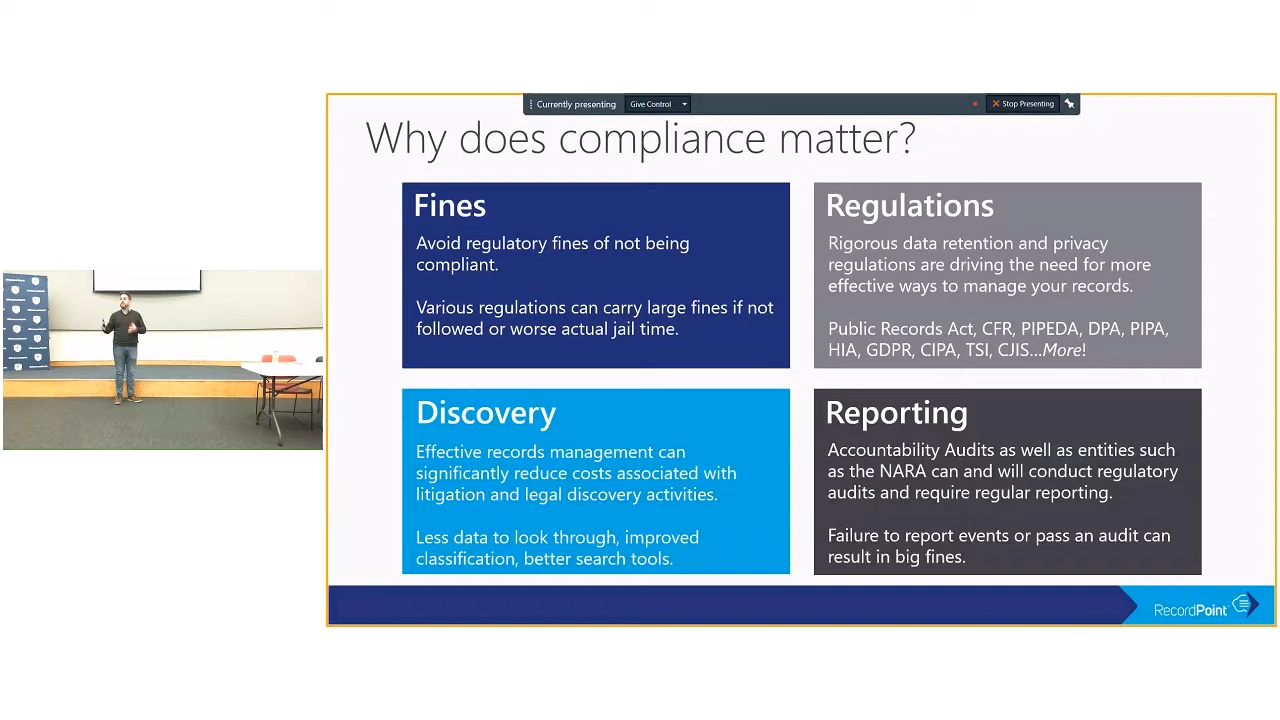 Currently presenting
Give Control
Stop Presenting
Why does compliance matter?
Fines
Avoid regulatory fines of not being
compliant.
Various regulations can carry large fines if not
followed or worse actual jail time.
Regulations
Rigorous data retention and privacy
regulations are driving the need for more
effective ways to manage your records.
Public Records Act, CFR, PIPEDA, DPA, PIPA,
HIA, GDPR, CIPA, TSI, CJIS...More!
Discovery
Effective records management can
significantly reduce costs associated with
litigation and legal discovery activities.
Less data to look through, improved
classification, better search tools.
Reporting
Accountability Audits as well as entities such
as the NARA can and will conduct regulatory
audits and require regular reporting.
Failure to report events or pass an audit can
result in big fines.
RecordPoint